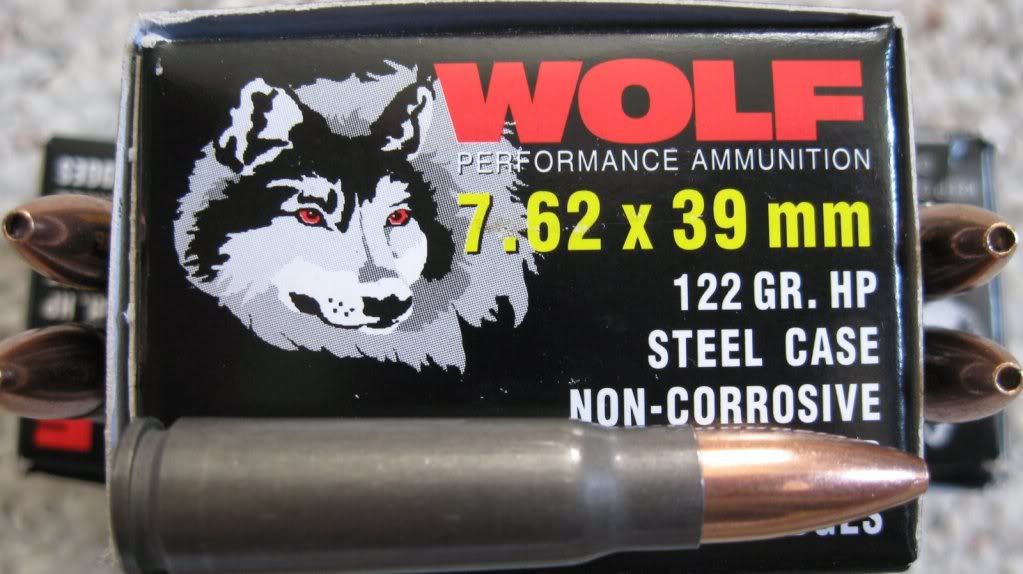 WOLF
PERFORMANCE AMMUNITION
7.62 x 39 mm
122 GR. HP
STEEL CASE
NON-CORROSIVE